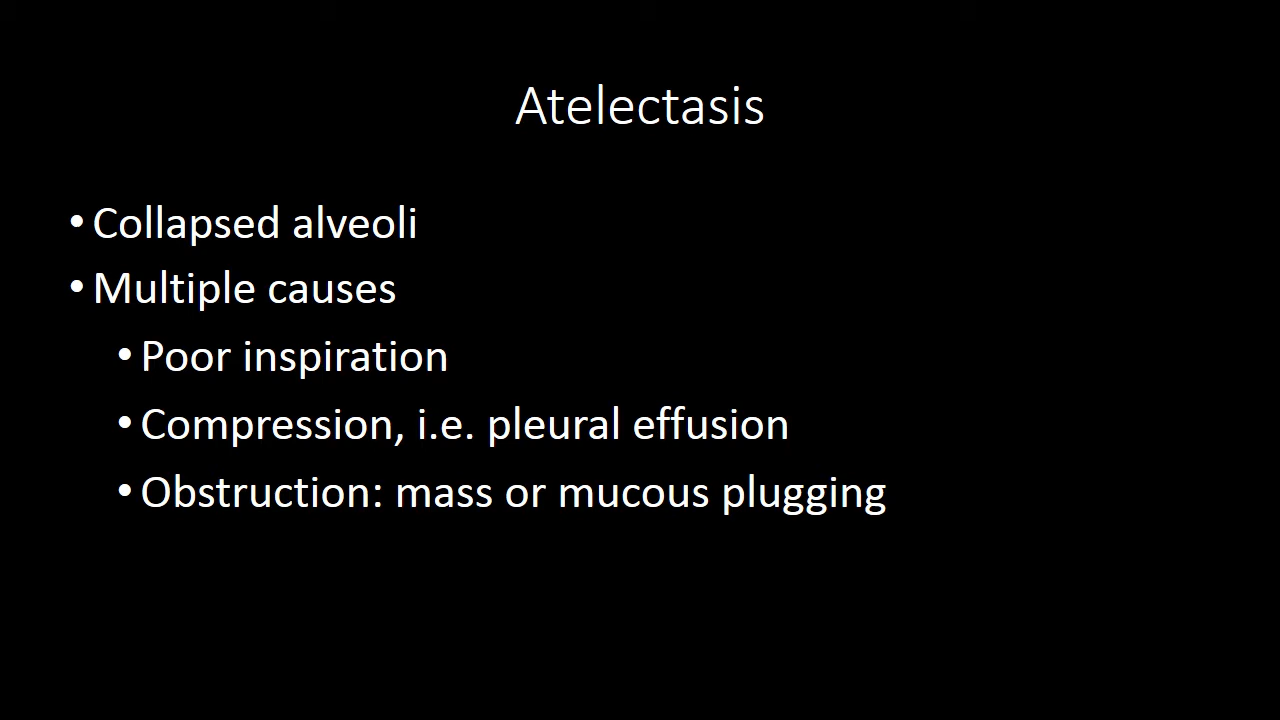 Atelectasis
• Collapsed alveoli
• Multiple causes
• Poor inspiration
• Compression, i.e. pleural effusion
• Obstruction: mass or mucous plugging